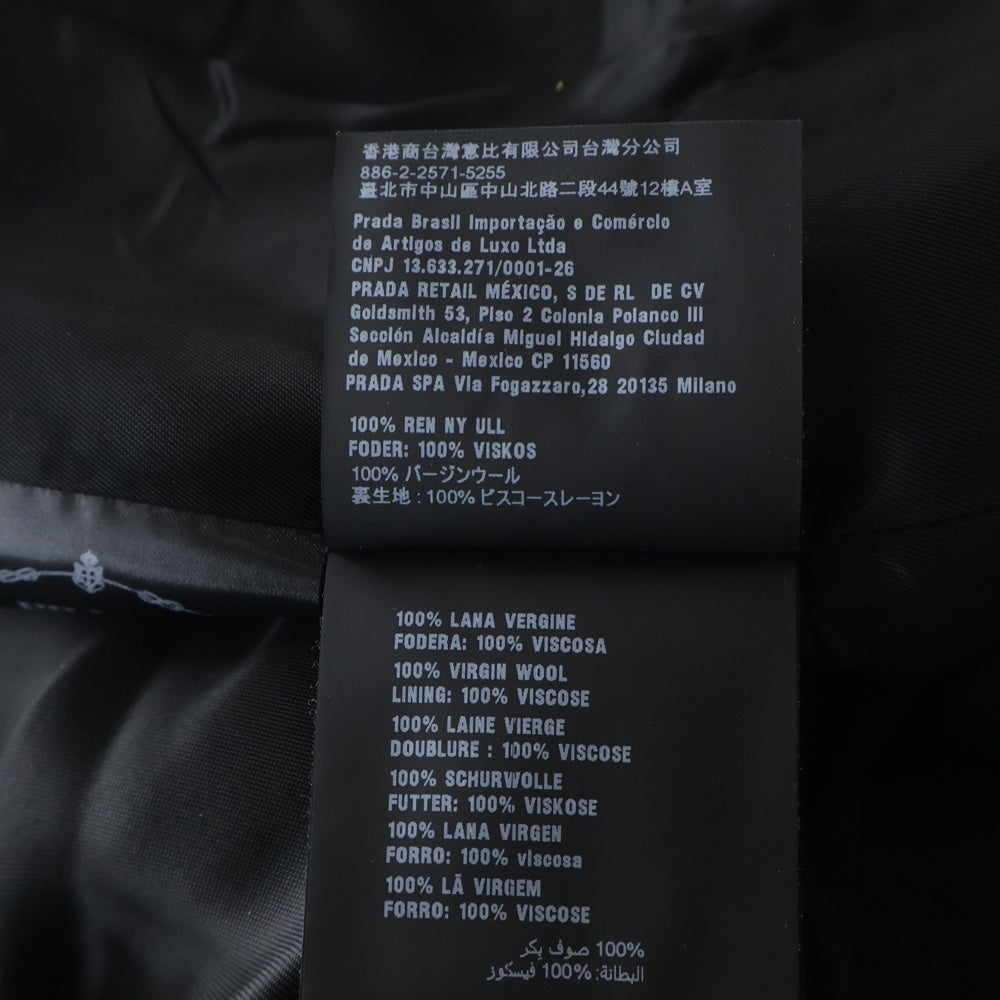 香港商台灣憙比有限公司台灣分公司
886-2-2571-5255
臺北市中山區中山北路二段44號12樓A室
Prada Brasil Importação e Comércio
de Artigos de Luxo Ltda
CNPJ 13.633.271/0001-26
PRADA RETAIL MÉXICO, S DE RL DE CV
Goldsmith 53, Piso 2 Colonia Polanco III
Sección Alcaldía Miguel Hidalgo Ciudad
de Mexico - Mexico CP 11560
PRADA SPA Via Fogazzaro,28 20135 Milano
100% REN NY ULL
FODER: 100% VISKOS
100% バージンウール
裏生地 : 100% ビスコースレーヨン
100% LANA VERGINE
FODERA: 100% VISCOSA
100% VIRGIN WOOL
LINING: 100% VISCOSE
100% LAINE VIERGE
DOUBLURE : 100% VISCOSE
100% SCHURWOLLE
FUTTER: 100% VISKOSE
100% LANA VIRGEN
FORRO: 100% viscosa
100% LÃ VIRGEM
FORRO: 100% VISCOSE
100% صوف بكر
البطانة: 100% فيسكوز